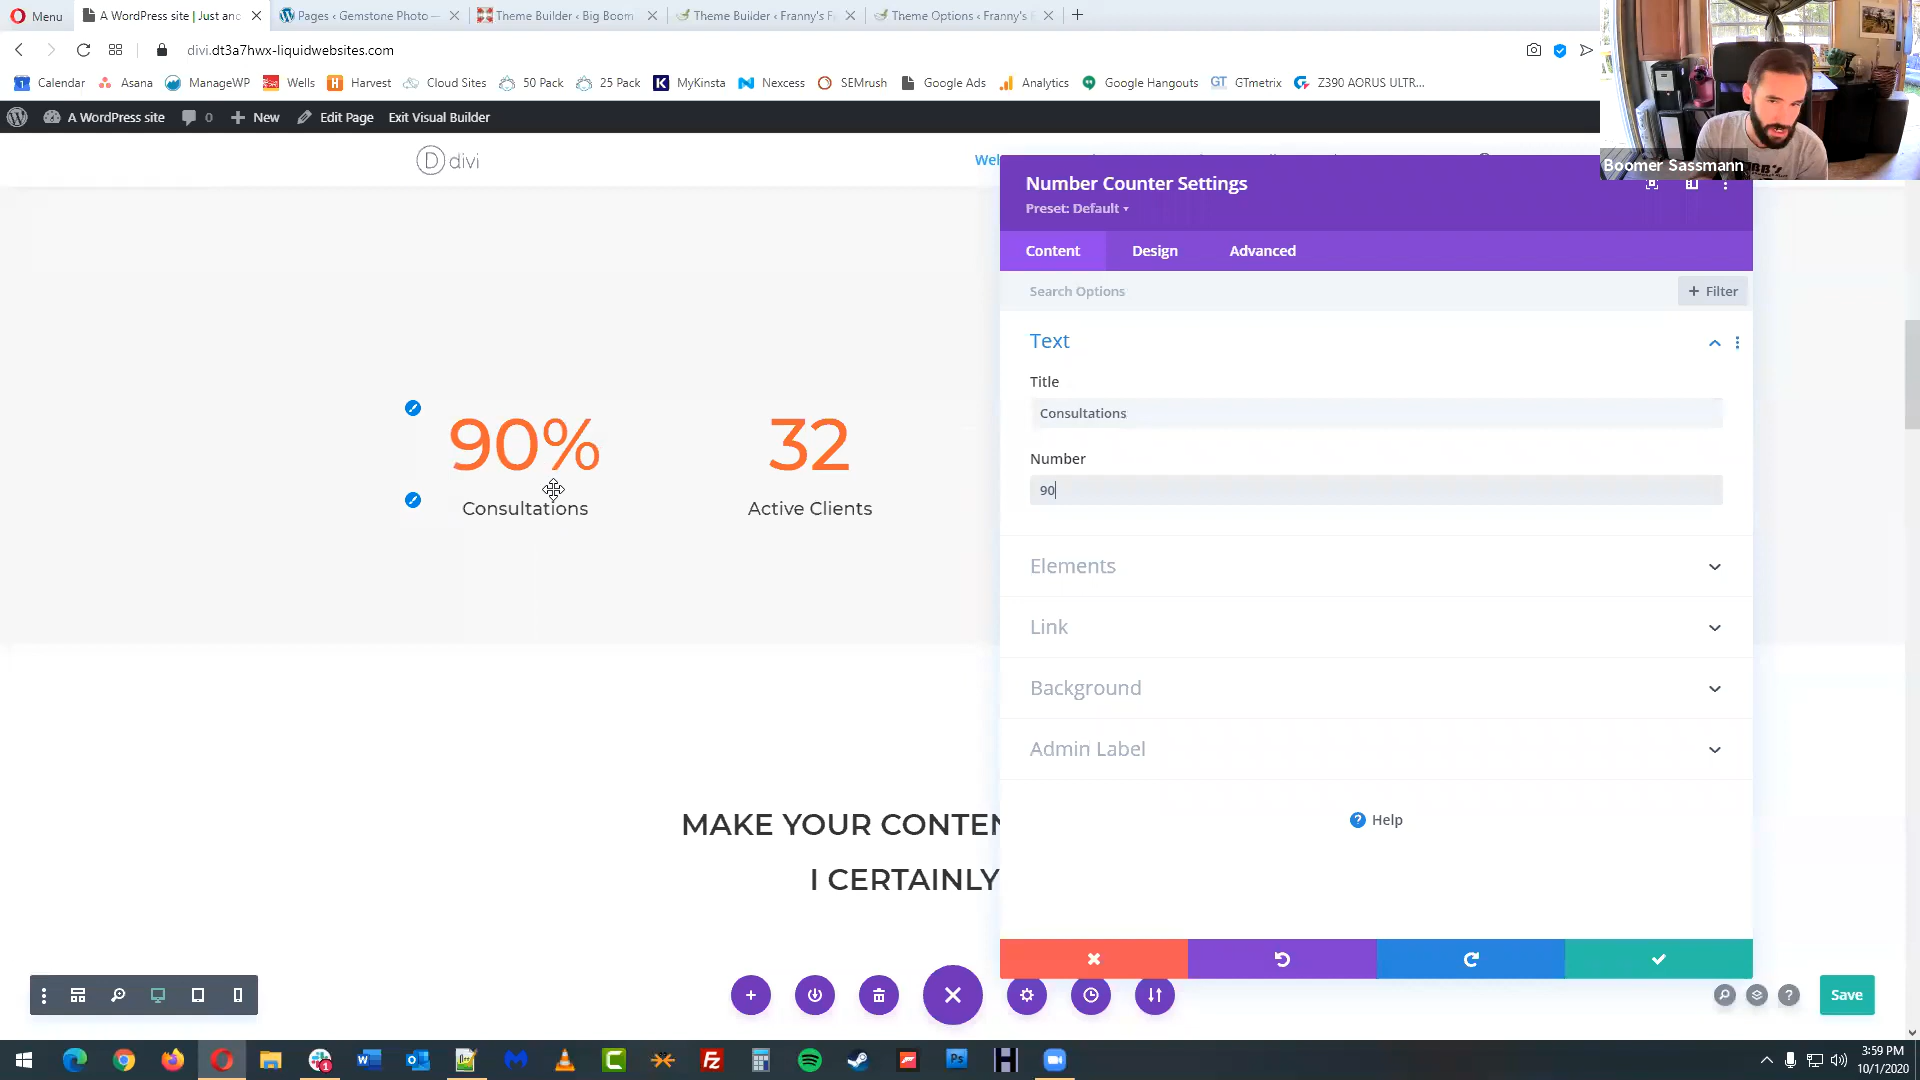 Menu
A WordPress site | Just an
Pages ‹ Gemstone Photo —
Theme Builder ‹ Big Boom
Theme Builder ‹ Franny's F
Theme Options ‹ Franny's
divi.dt3a7hwx-liquidwebsites.com
Calendar
Asana
ManageWP
Wells
Harvest
Cloud Sites
50 Pack
25 Pack
MyKinsta
Nexcess
SEMrush
Google Ads
Analytics
Google Hangouts
GTmetrix
Z390 AORUS ULTR...
A WordPress site
0
New
Edit Page
Exit Visual Builder
Boomer Sassmann
divi
Wel
Number Counter Settings
Preset: Default
Content
Design
Advanced
Search Options
+ Filter
Text
Title
Consultations
Number
90
90%
32
Consultations
Active Clients
Elements
Link
Background
Admin Label
Help
MAKE YOUR CONTEN
I CERTAINLY
Save
3:59 PM
10/1/2020